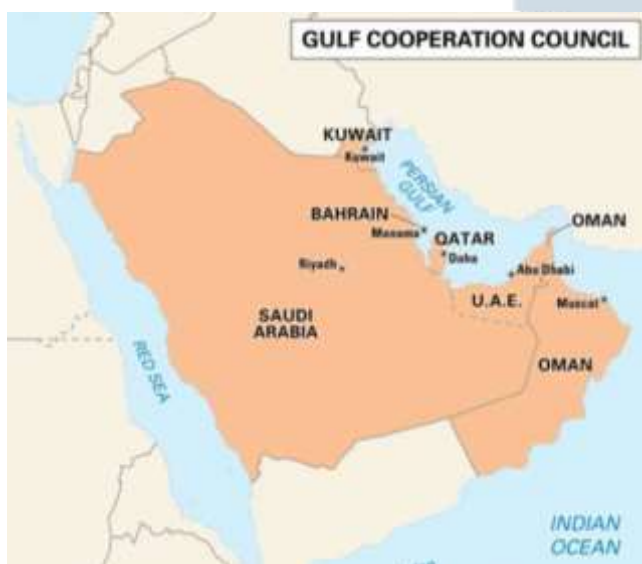 GULF COOPERATION COUNCIL
KUWAIT
Kuwait
PERSIAN
GULF
BAHRAIN
Manama
QATAR
Doha
OMAN
Abu Dhabi
Riyadh
U.A.E.
Muscat
SAUDI
ARABIA
OMAN
RED SEA
INDIAN
OCEAN